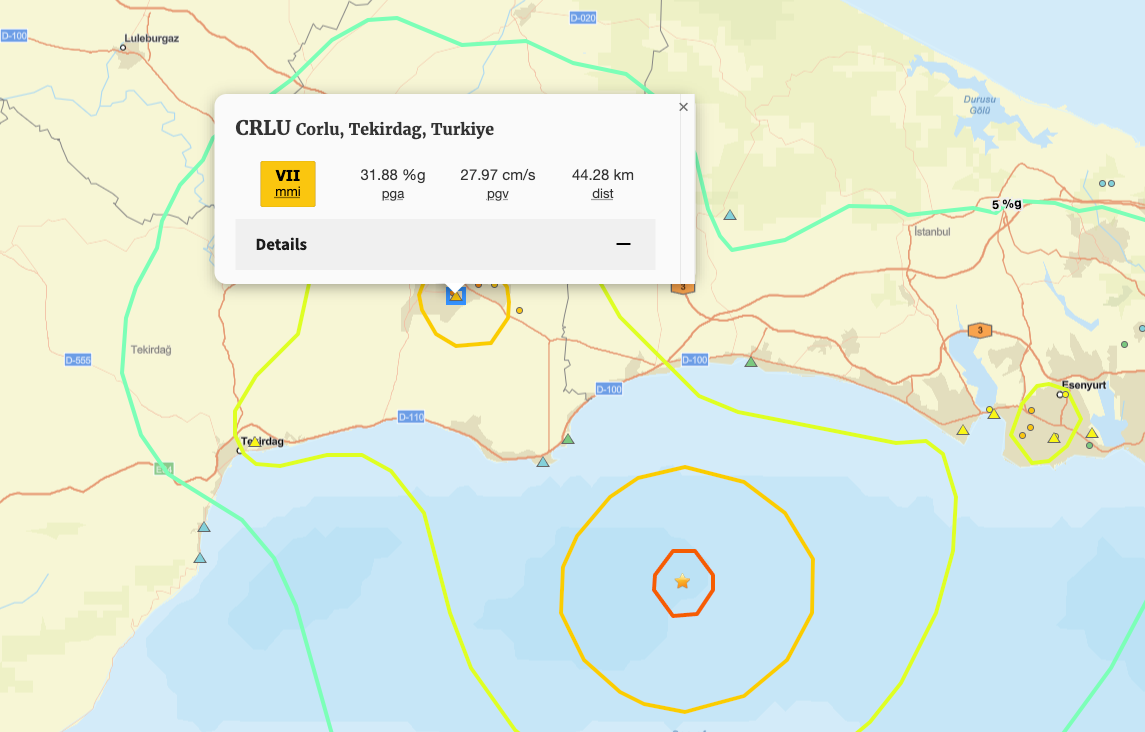 D-020
D-100
Luleburgaz
Durusu
Gölü
×
CRLU Corlu, Tekirdag, Turkiye
VII
mmi
31.88 %g
pga
27.97 cm/s
pgv
44.28 km
dist
Details
5 %g
İstanbul
3
3
Tekirdağ
D-555
D-100
D-100
Esenyurt
D-110
Tekirdag